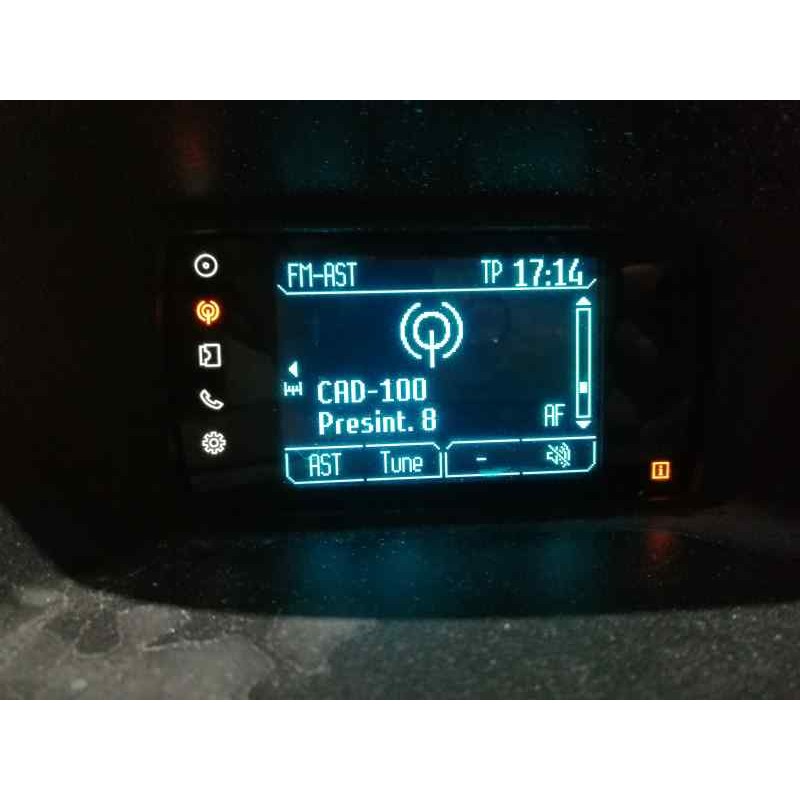 FM-AST TP 17:14
CAD-100
Presint. 8 AF
AST Tune -